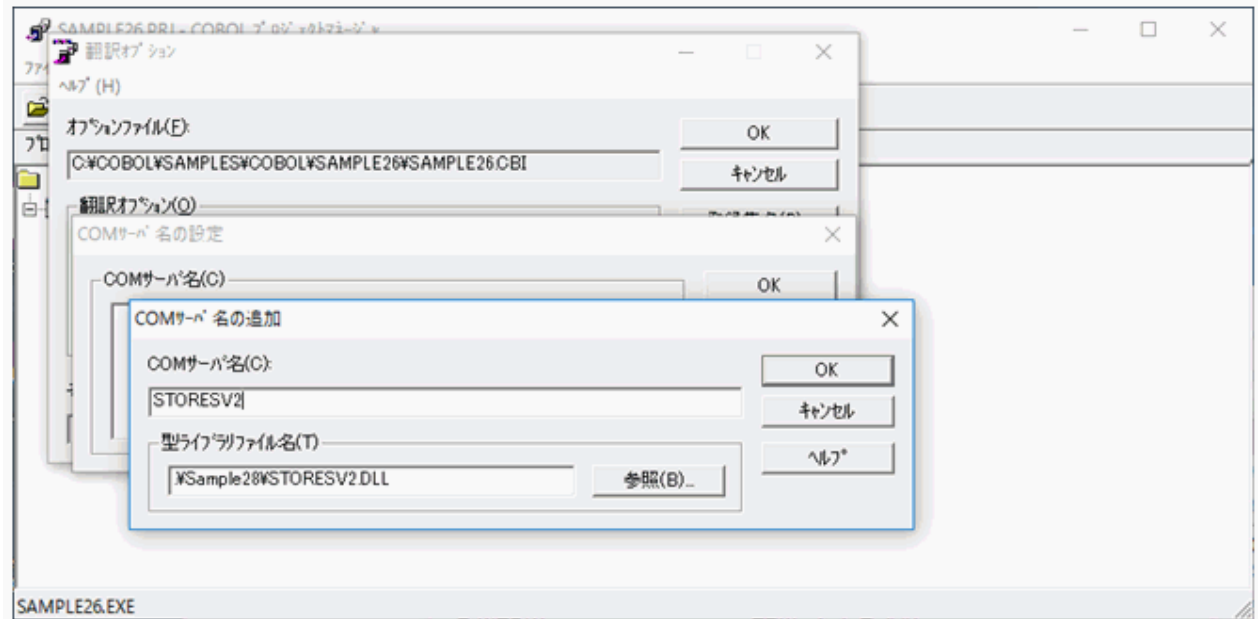 SAMPLE26.PRJ - COBOL ﾌﾟﾛｼﾞｪｸﾄﾏﾈｰｼﾞｬ
翻訳ｵﾌﾟｼｮﾝ
ﾍﾙﾌﾟ(H)
ｵﾌﾟｼｮﾝﾌｧｲﾙ(F):
OK
C:¥COBOL¥SAMPLES¥COBOL¥SAMPLE26¥SAMPLE26.CBI
ｷｬﾝｾﾙ
翻訳ｵﾌﾟｼｮﾝ(O)
COMｻｰﾊﾞ名の設定
COMサーバ名(C)
OK
COMｻｰﾊﾞ名の追加
COMサーバ名(C):
OK
STORESV2
ｷｬﾝｾﾙ
型ライブラリファイル名(T)
ﾍﾙﾌﾟ
.¥Sample28¥STORESV2.DLL
参照(B)...
SAMPLE26.EXE